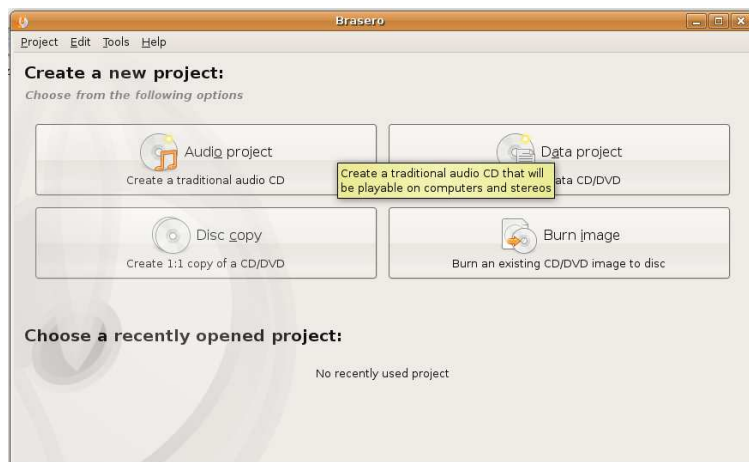 Brasero
Project Edit Tools Help
Create a new project:
Choose from the following options
Audio project
Create a traditional audio CD
Data project
ata CD/DVD
Create a traditional audio CD that will
be playable on computers and stereos
Disc copy
Create 1:1 copy of a CD/DVD
Burn image
Burn an existing CD/DVD image to disc
Choose a recently opened project:
No recently used project